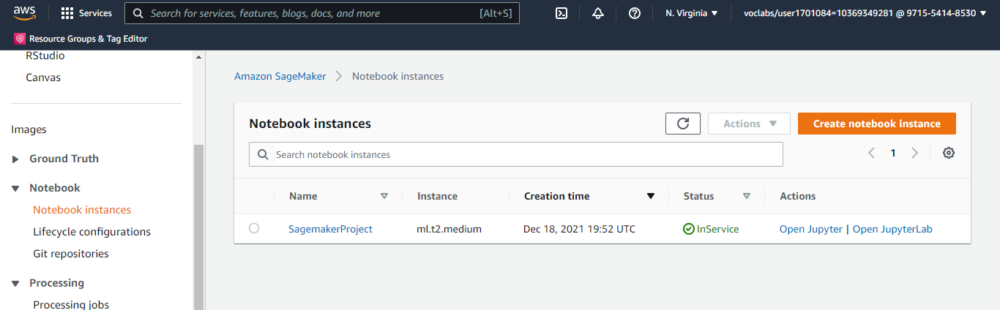 aws
Services
Search for services, features, blogs, docs, and more
[Alt+S]
N. Virginia
voclabs/user1701084=10369349281 @ 9715-5414-8530
Resource Groups & Tag Editor
RStudio
Canvas
Images
Ground Truth
Notebook
Notebook instances
Lifecycle configurations
Git repositories
Processing
Processing jobs
Amazon SageMaker > Notebook instances
Notebook instances
Actions
Create notebook instance
Search notebook instances
1
Name Instance Creation time Status Actions
SagemakerProject ml.t2.medium Dec 18, 2021 19:52 UTC InService Open Jupyter | Open JupyterLab